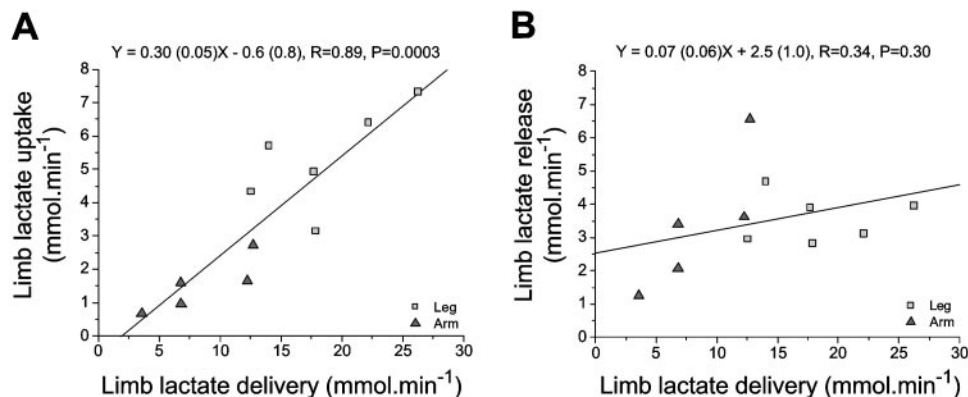 A
Y = 0.30 (0.05)X - 0.6 (0.8), R=0.89, P=0.0003
Limb lactate uptake
(mmol.min⁻¹)
8
7
6
5
4
3
2
1
0
0 5 10 15 20 25 30
Leg
Arm
Limb lactate delivery (mmol.min⁻¹)
B
Y = 0.07 (0.06)X + 2.5 (1.0), R=0.34, P=0.30
Limb lactate release
(mmol.min⁻¹)
8
7
6
5
4
3
2
1
0
0 5 10 15 20 25 30
Leg
Arm
Limb lactate delivery (mmol.min⁻¹)